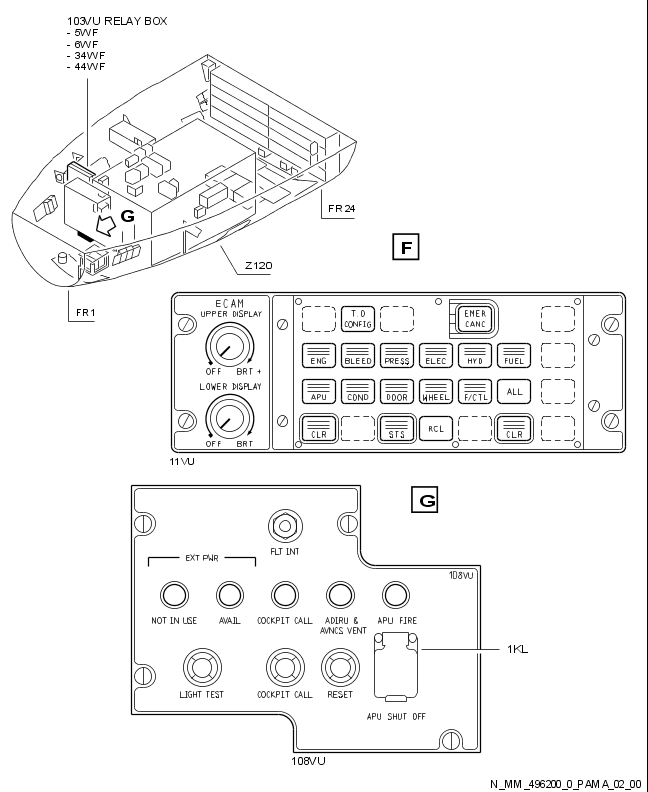 103VU RELAY BOX
- 5WF
- 6WF
- 34WF
- 44WF
G
FR24
Z120
FR1
F
ECAM
UPPER DISPLAY
OFF BRT +
LOWER DISPLAY
OFF BRT
T.O CONFIG
EMER CANC
ENG BLEED PRESS ELEC HYD FUEL
APU COND DOOR WHEEL F/CTL ALL
CLR STS RCL CLR
11VU
G
FLT INT
EXT PWR
108VU
NOT IN USE AVAIL COCKPIT CALL ADIRU & AVNCS VENT APU FIRE
1KL
LIGHT TEST COCKPIT CALL RESET
APU SHUT OFF
108VU
N_MM_496200_0_PAMA_02_00